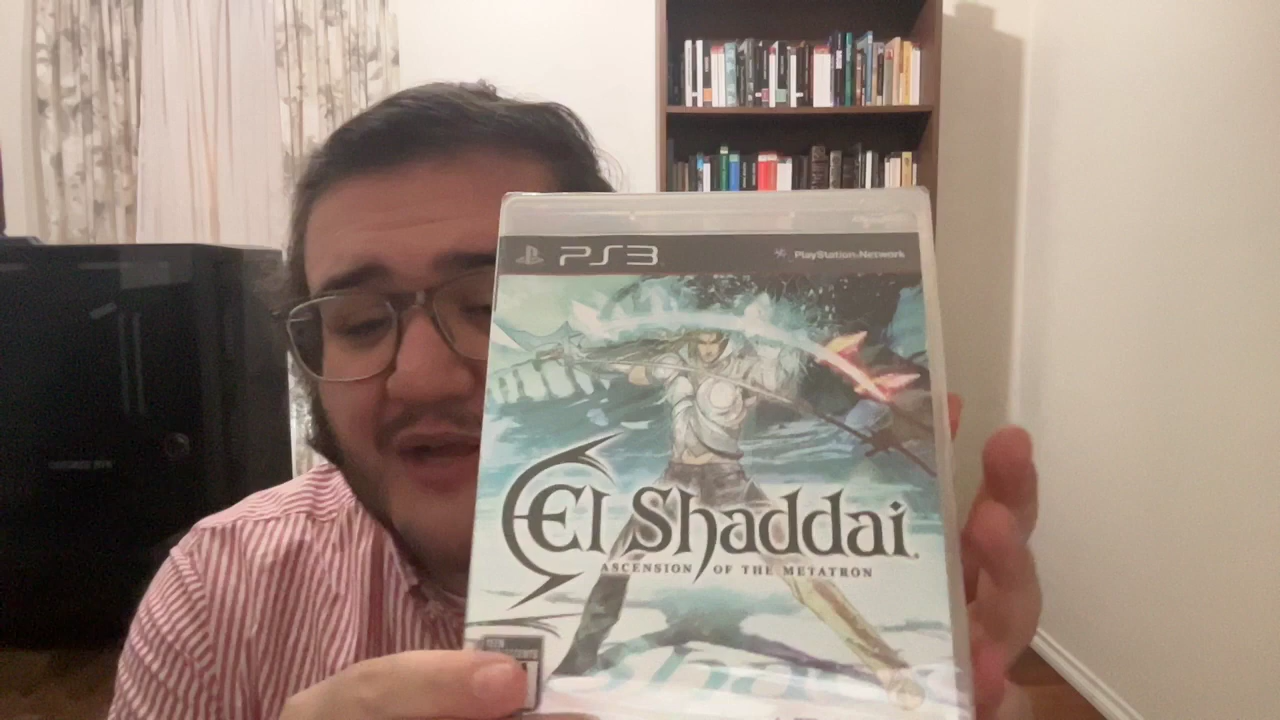 PS3
PlayStation Network
El Shaddai
ASCENSION OF THE METATRON